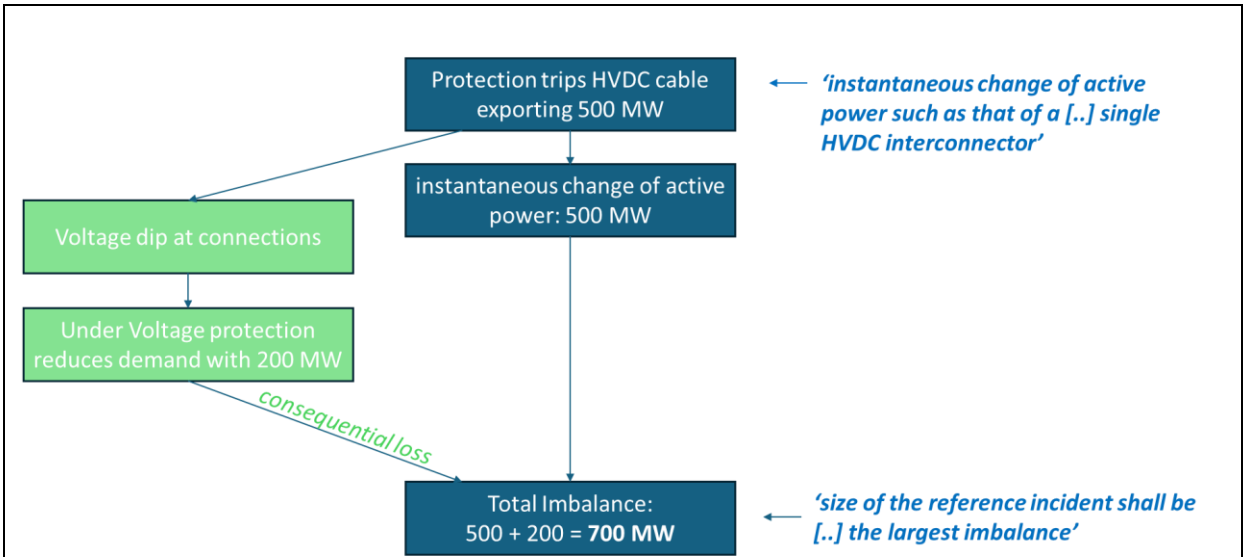 Protection trips HVDC cable
exporting 500 MW
‘instantaneous change of active
power such as that of a [..] single
HVDC interconnector’
instantaneous change of active
power: 500 MW
Voltage dip at connections
Under Voltage protection
reduces demand with 200 MW
consequential loss
Total Imbalance:
500 + 200 = 700 MW
‘size of the reference incident shall be
[..] the largest imbalance’